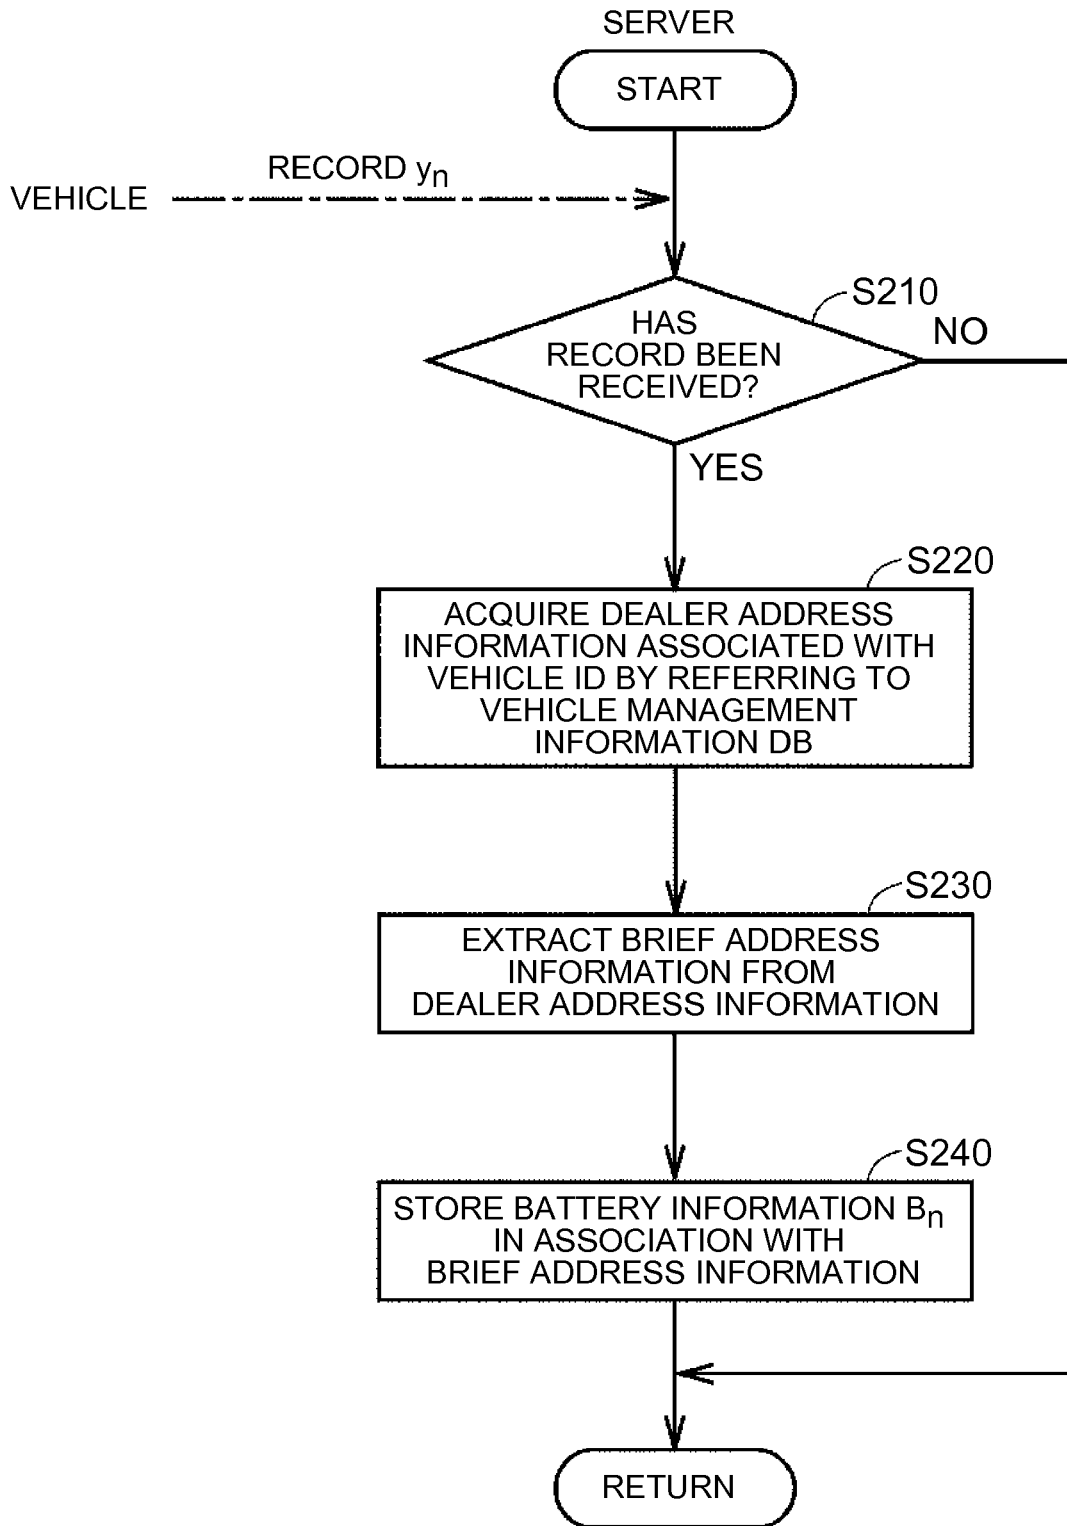 SERVER
START
RECORD yn
VEHICLE
S210
HAS
RECORD BEEN
RECEIVED?
NO
YES
S220
ACQUIRE DEALER ADDRESS
INFORMATION ASSOCIATED WITH
VEHICLE ID BY REFERRING TO
VEHICLE MANAGEMENT
INFORMATION DB
S230
EXTRACT BRIEF ADDRESS
INFORMATION FROM
DEALER ADDRESS INFORMATION
S240
STORE BATTERY INFORMATION Bn
IN ASSOCIATION WITH
BRIEF ADDRESS INFORMATION
RETURN